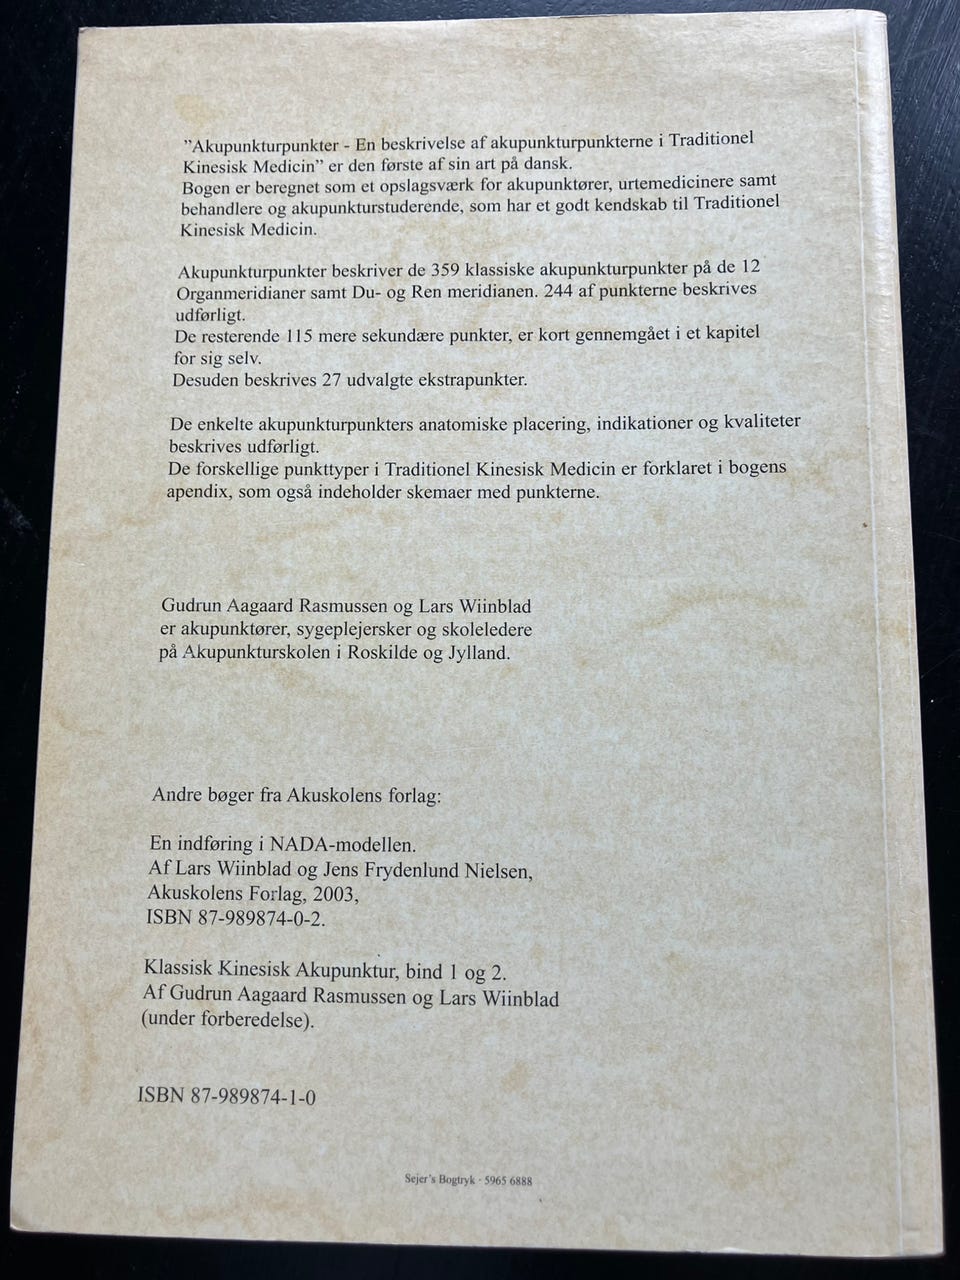 ”Akupunkturpunkter - En beskrivelse af akupunkturpunkterne i Traditionel
Kinesisk Medicin” er den første af sin art på dansk.
Bogen er beregnet som et opslagsværk for akupunktører, urtemedicinere samt
behandlere og akupunkturstuderende, som har et godt kendskab til Traditionel
Kinesisk Medicin.
Akupunkturpunkter beskriver de 359 klassiske akupunkturpunkter på de 12
Organmeridianer samt Du- og Ren meridianen. 244 af punkterne beskrives
udførligt.
De resterende 115 mere sekundære punkter, er kort gennemgået i et kapitel
for sig selv.
Desuden beskrives 27 udvalgte ekstrapunkter.
De enkelte akupunkturpunkters anatomiske placering, indikationer og kvaliteter
beskrives udførligt.
De forskellige punkttyper i Traditionel Kinesisk Medicin er forklaret i bogens
apendix, som også indeholder skemaer med punkterne.
Gudrun Aagaard Rasmussen og Lars Wiinblad
er akupunktører, sygeplejersker og skoleledere
på Akupunkturskolen i Roskilde og Jylland.
Andre bøger fra Akuskolens forlag:
En indføring i NADA-modellen.
Af Lars Wiinblad og Jens Frydenlund Nielsen,
Akuskolens Forlag, 2003,
ISBN 87-989874-0-2.
Klassisk Kinesisk Akupunktur, bind 1 og 2.
Af Gudrun Aagaard Rasmussen og Lars Wiinblad
(under forberedelse).
ISBN 87-989874-1-0
Sejer's Bogtryk · 5965 6888